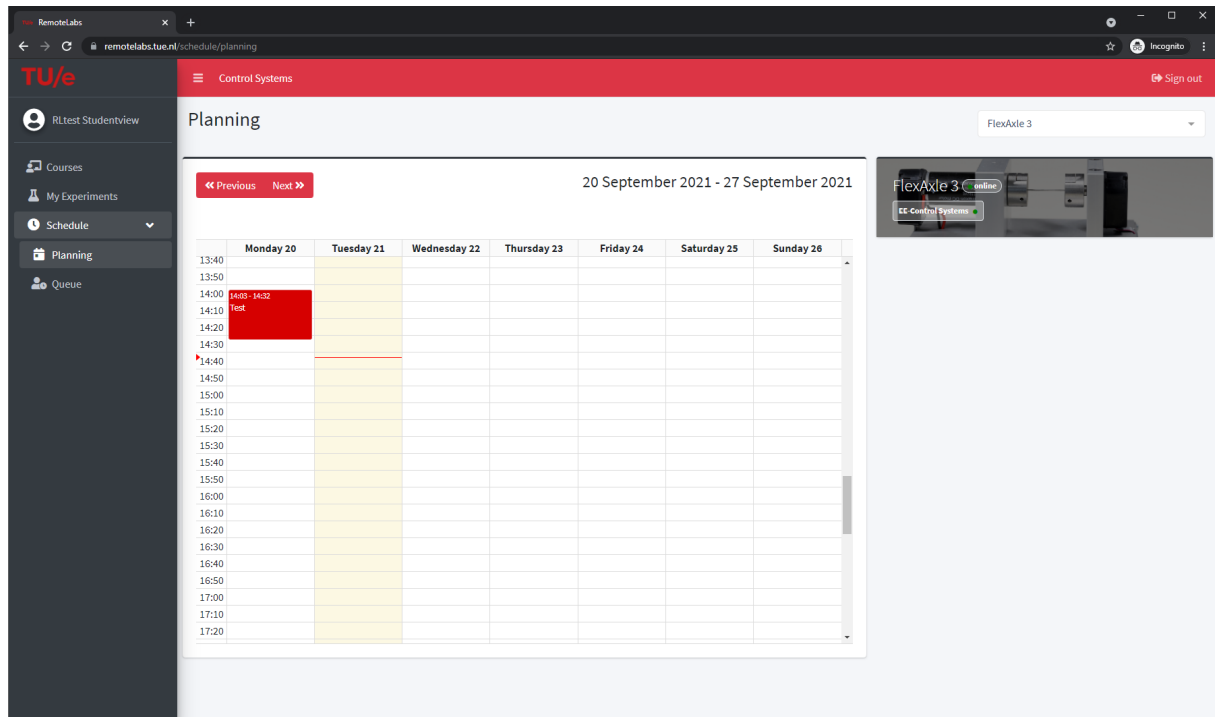 RemoteLabs
remotelabs.tue.nl/schedule/planning
Incognito
TU/e
Control Systems
Sign out
RLtest Studentview
Courses
My Experiments
Schedule
Planning
Queue
Planning
FlexAxle 3
Previous Next
20 September 2021 - 27 September 2021
FlexAxle 3 online
EE-Control Systems
Monday 20 Tuesday 21 Wednesday 22 Thursday 23 Friday 24 Saturday 25 Sunday 26
13:40
13:50
14:00 14:03 - 14:32
14:10 Test
14:20
14:30
14:40
14:50
15:00
15:10
15:20
15:30
15:40
15:50
16:00
16:10
16:20
16:30
16:40
16:50
17:00
17:10
17:20